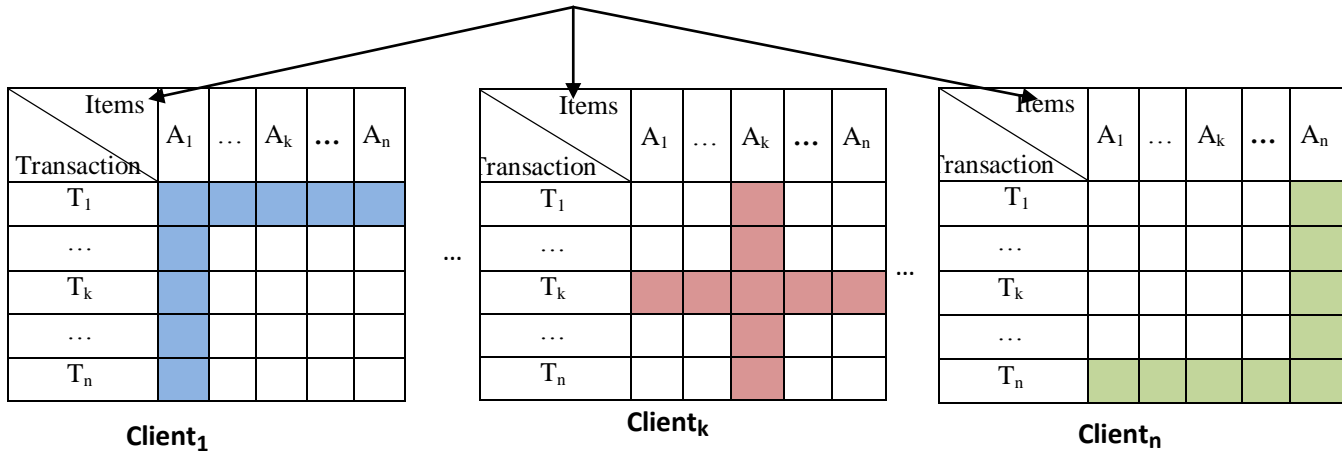 Items
A1 … Ak ... An
Transaction
T1
…
Tk
…
Tn
Client1
...
Items
A1 … Ak ... An
Transaction
T1
…
Tk
…
Tn
Clientk
...
Items
A1 … Ak ... An
Transaction
T1
…
Tk
…
Tn
Clientn